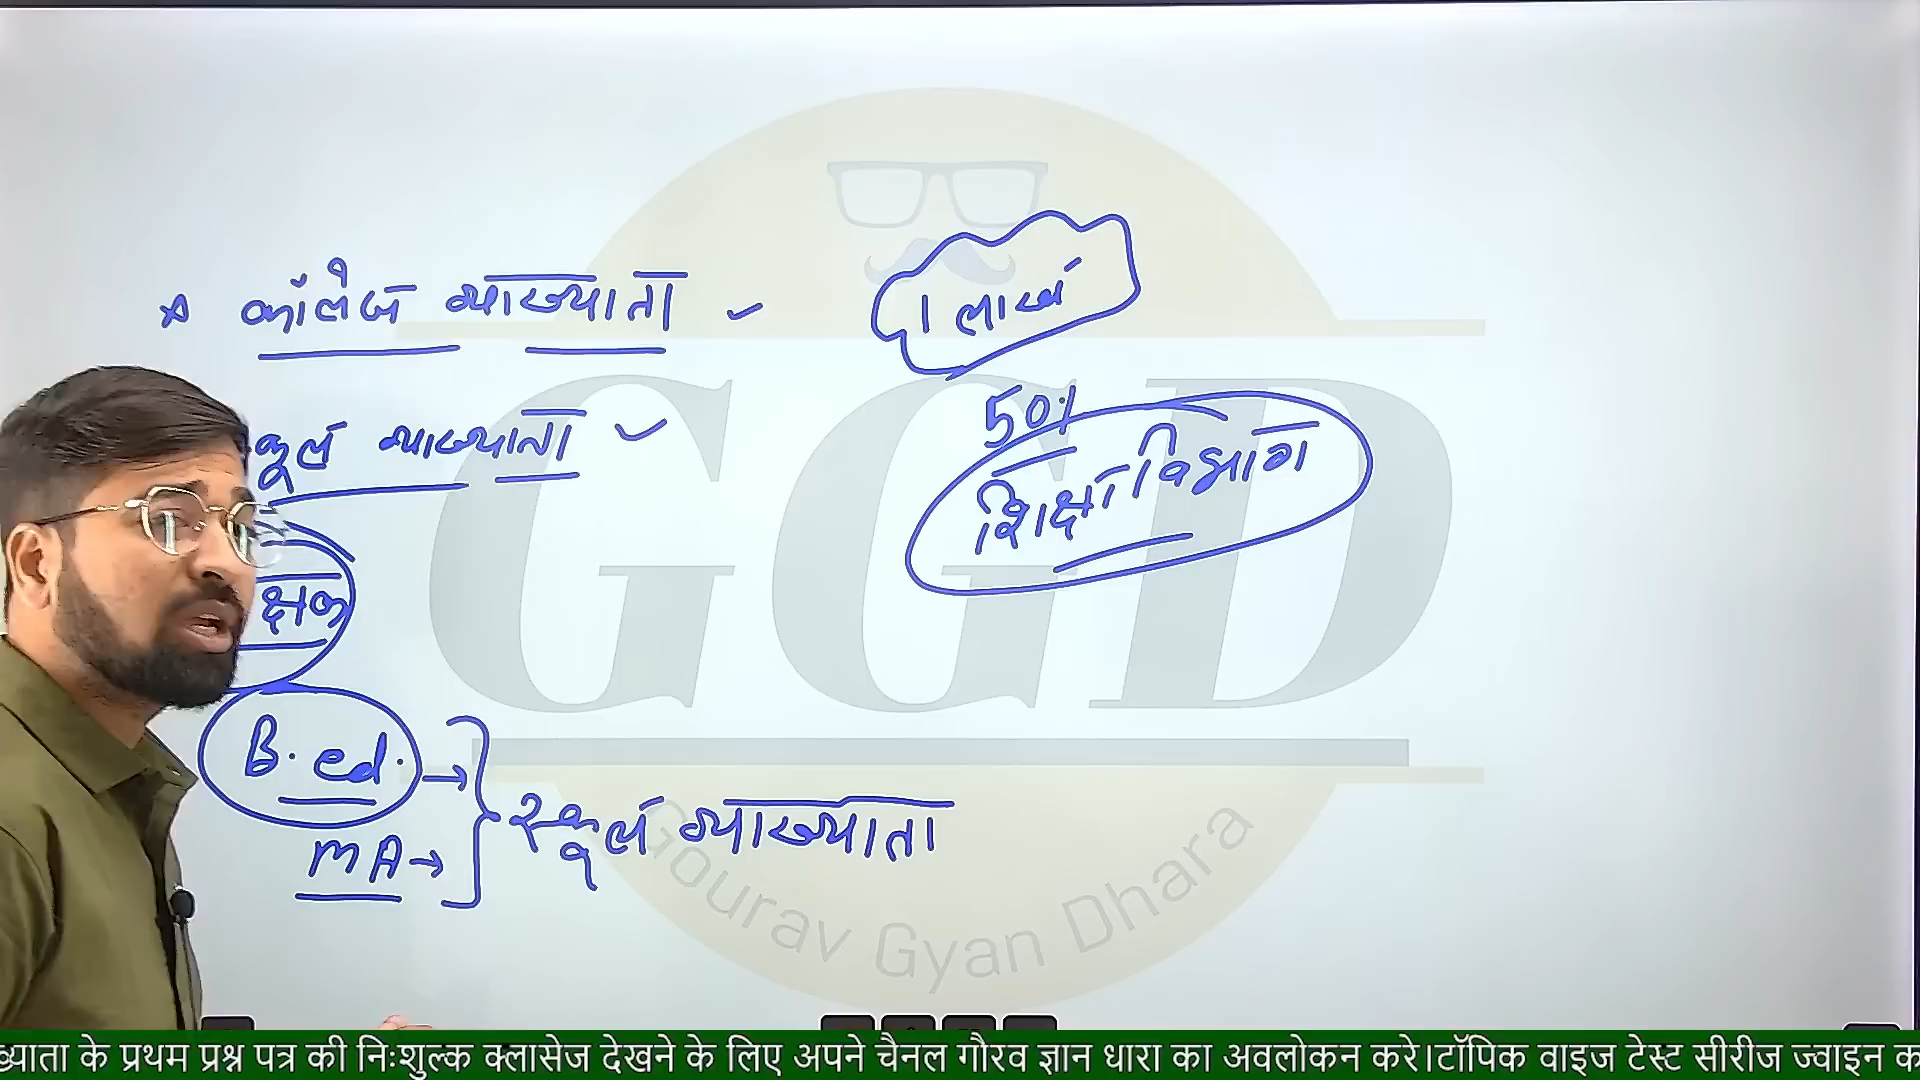 कॉलेज व्याख्याता
1 लाख
स्कूल व्याख्याता
50%
शिक्षा विभाग
क्षक
B.ed.
MA
स्कूल व्याख्याता
GGD
Gourav Gyan Dhara
ख्याता के प्रथम प्रश्न पत्र की निःशुल्क क्लासेज देखने के लिए अपने चैनल गौरव ज्ञान धारा का अवलोकन करे।टॉपिक वाइज टेस्ट सीरीज ज्वाइन क